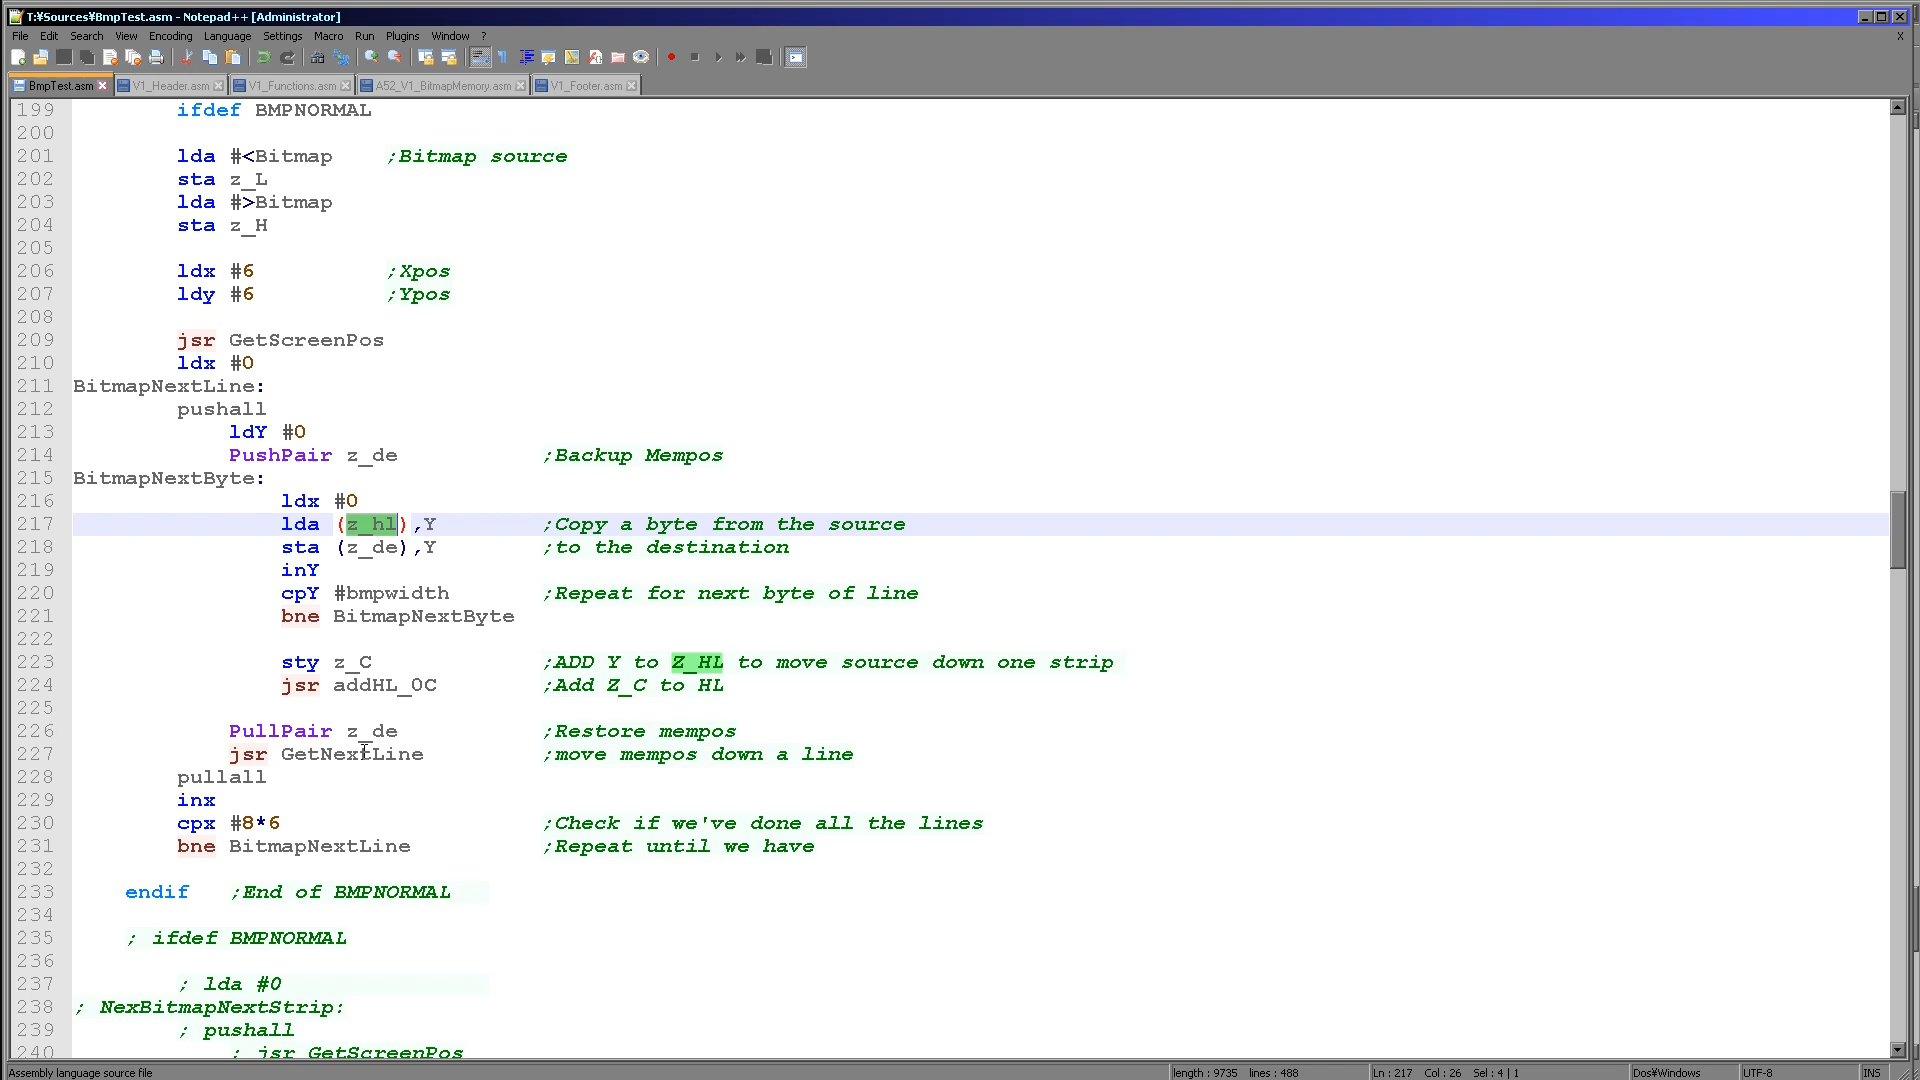 T:¥Sources¥BmpTest.asm - Notepad++ [Administrator]
File Edit Search View Encoding Language Settings Macro Run Plugins Window ? X
BmpTest.asm V1_Header.asm V1_Functions.asm A52_V1_BitmapMemory.asm V1_Footer.asm
199 ifdef BMPNORMAL
200
201 lda #<Bitmap ;Bitmap source
202 sta z_L
203 lda #>Bitmap
204 sta z_H
205
206 ldx #6 ;Xpos
207 ldy #6 ;Ypos
208
209 jsr GetScreenPos
210 ldx #0
211 BitmapNextLine:
212 pushall
213 ldY #0
214 PushPair z_de ;Backup Mempos
215 BitmapNextByte:
216 ldx #0
217 lda (z_hl),Y ;Copy a byte from the source
218 sta (z_de),Y ;to the destination
219 inY
220 cpY #bmpwidth ;Repeat for next byte of line
221 bne BitmapNextByte
222
223 sty z_C ;ADD Y to Z_HL to move source down one strip
224 jsr addHL_0C ;Add Z_C to HL
225
226 PullPair z_de ;Restore mempos
227 jsr GetNextLine ;move mempos down a line
228 pullall
229 inx
230 cpx #8*6 ;Check if we've done all the lines
231 bne BitmapNextLine ;Repeat until we have
232
233 endif ;End of BMPNORMAL
234
235 ; ifdef BMPNORMAL
236
237 ; lda #0
238 ; NexBitmapNextStrip:
239 ; pushall
240 ; jsr GetScreenPos
Assembly language source file length : 9735 lines : 488 Ln : 217 Col : 26 Sel : 4 | 1 Dos¥Windows UTF-8 INS